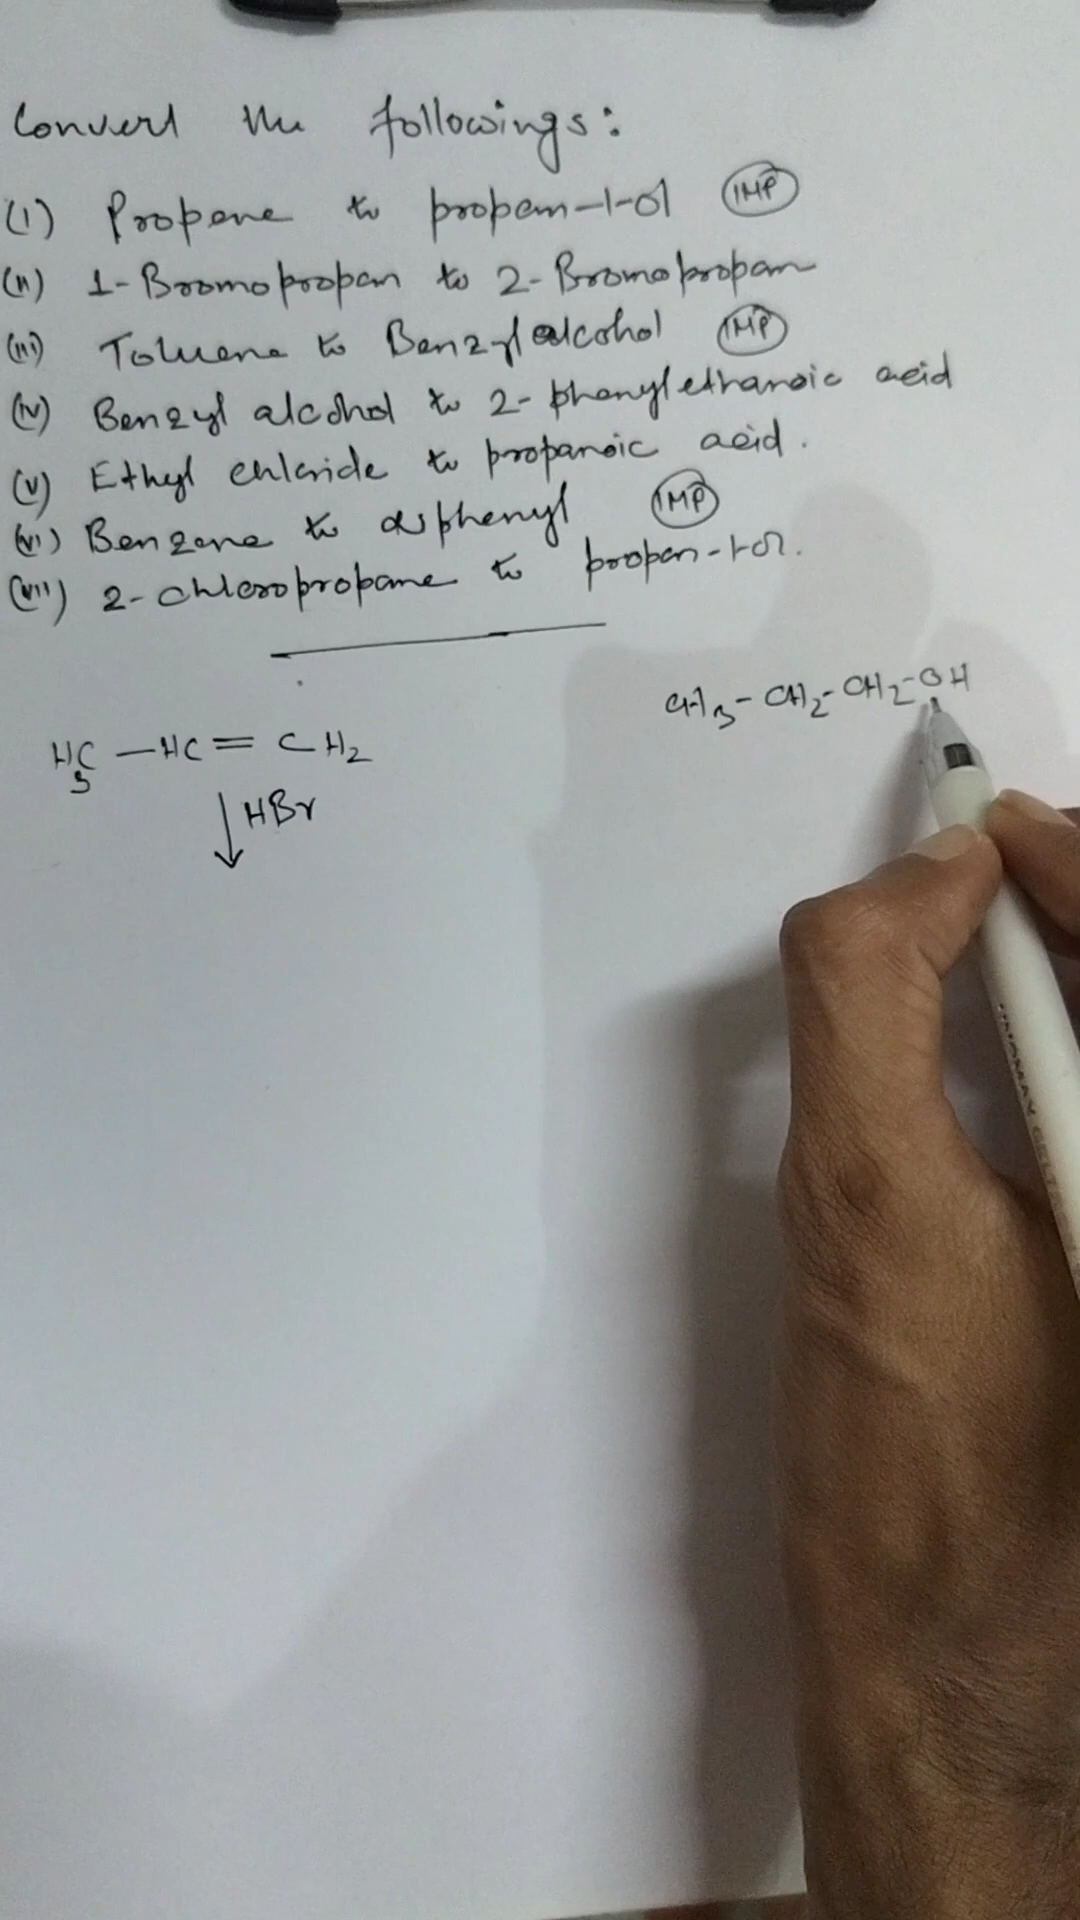 Convert the followings:
(i) Propene to propan-1-ol IMP
(ii) 1-Bromopropan to 2-Bromopropan
(iii) Toluene to Benzyl alcohol IMP
(iv) Benzyl alcohol to 2-phenylethanoic acid
(v) Ethyl chloride to propanoic acid.
(vi) Benzene to diphenyl IMP
(vii) 2-chloropropane to propan-1-ol.
CH3-CH2-CH2-OH
H3C-HC=CH2
↓HBr